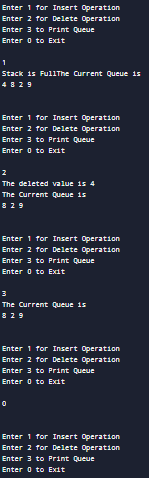 Enter 1 for Insert Operation
Enter 2 for Delete Operation
Enter 3 to Print Queue
Enter 0 to Exit
1
Stack is FullThe Current Queue is
4 8 2 9
Enter 1 for Insert Operation
Enter 2 for Delete Operation
Enter 3 to Print Queue
Enter 0 to Exit
2
The deleted value is 4
The Current Queue is
8 2 9
Enter 1 for Insert Operation
Enter 2 for Delete Operation
Enter 3 to Print Queue
Enter 0 to Exit
3
The Current Queue is
8 2 9
Enter 1 for Insert Operation
Enter 2 for Delete Operation
Enter 3 to Print Queue
Enter 0 to Exit
0
Enter 1 for Insert Operation
Enter 2 for Delete Operation
Enter 3 to Print Queue
Enter 0 to Exit